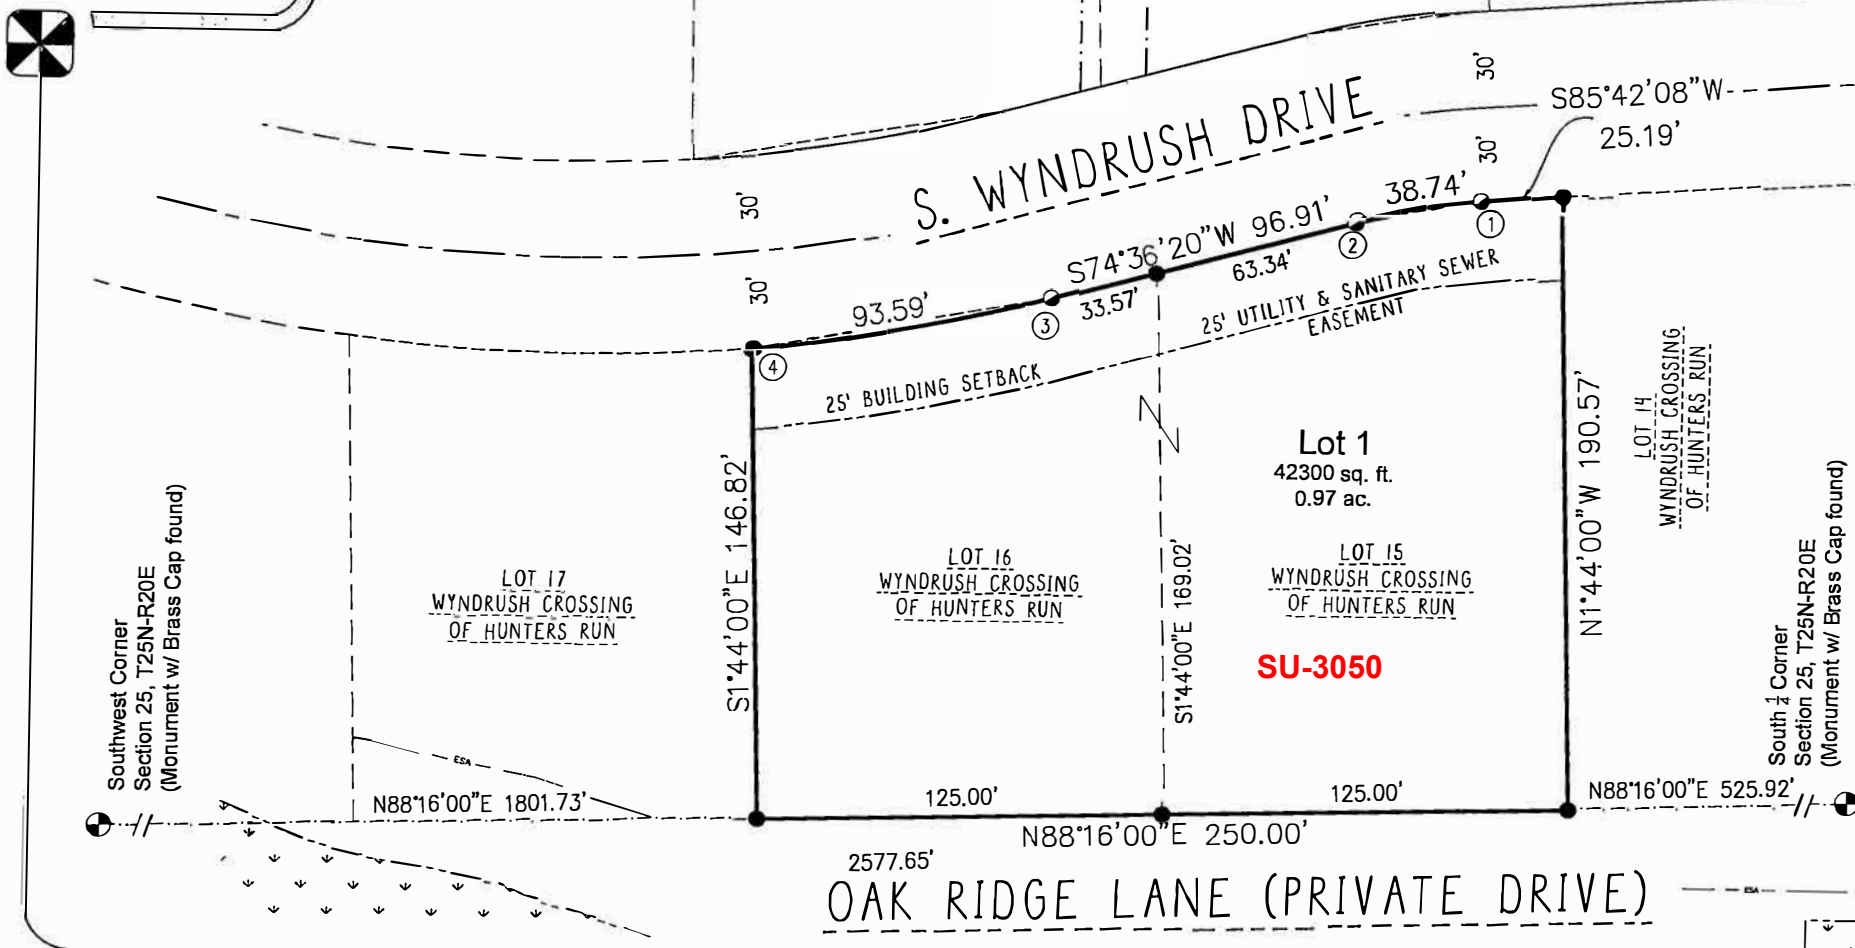 30'
S85°42'08"W
25.19'
S. WYNDRUSH DRIVE
30'
30'
38.74'
S74°36'20"W 96.91'
1
2
63.34'
30'
93.59'
33.57'
3
4
25' UTILITY & SANITARY SEWER
EASEMENT
25' BUILDING SETBACK
Lot 1
42300 sq. ft.
0.97 ac.
S1°44'00"E 146.82'
N1°44'00"W 190.57'
LOT 14
WYNDRUSH CROSSING
OF HUNTERS RUN
LOT 17
WYNDRUSH CROSSING
OF HUNTERS RUN
LOT 16
WYNDRUSH CROSSING
OF HUNTERS RUN
S1°44'00"E 169.02'
LOT 15
WYNDRUSH CROSSING
OF HUNTERS RUN
SU-3050
Southwest Corner
Section 25, T25N-R20E
(Monument w/ Brass Cap found)
South 1/4 Corner
Section 25, T25N-R20E
(Monument w/ Brass Cap found)
ESA
N88°16'00"E 1801.73'
125.00'
125.00'
N88°16'00"E 525.92'
N88°16'00"E 250.00'
2577.65'
OAK RIDGE LANE (PRIVATE DRIVE)
ESA